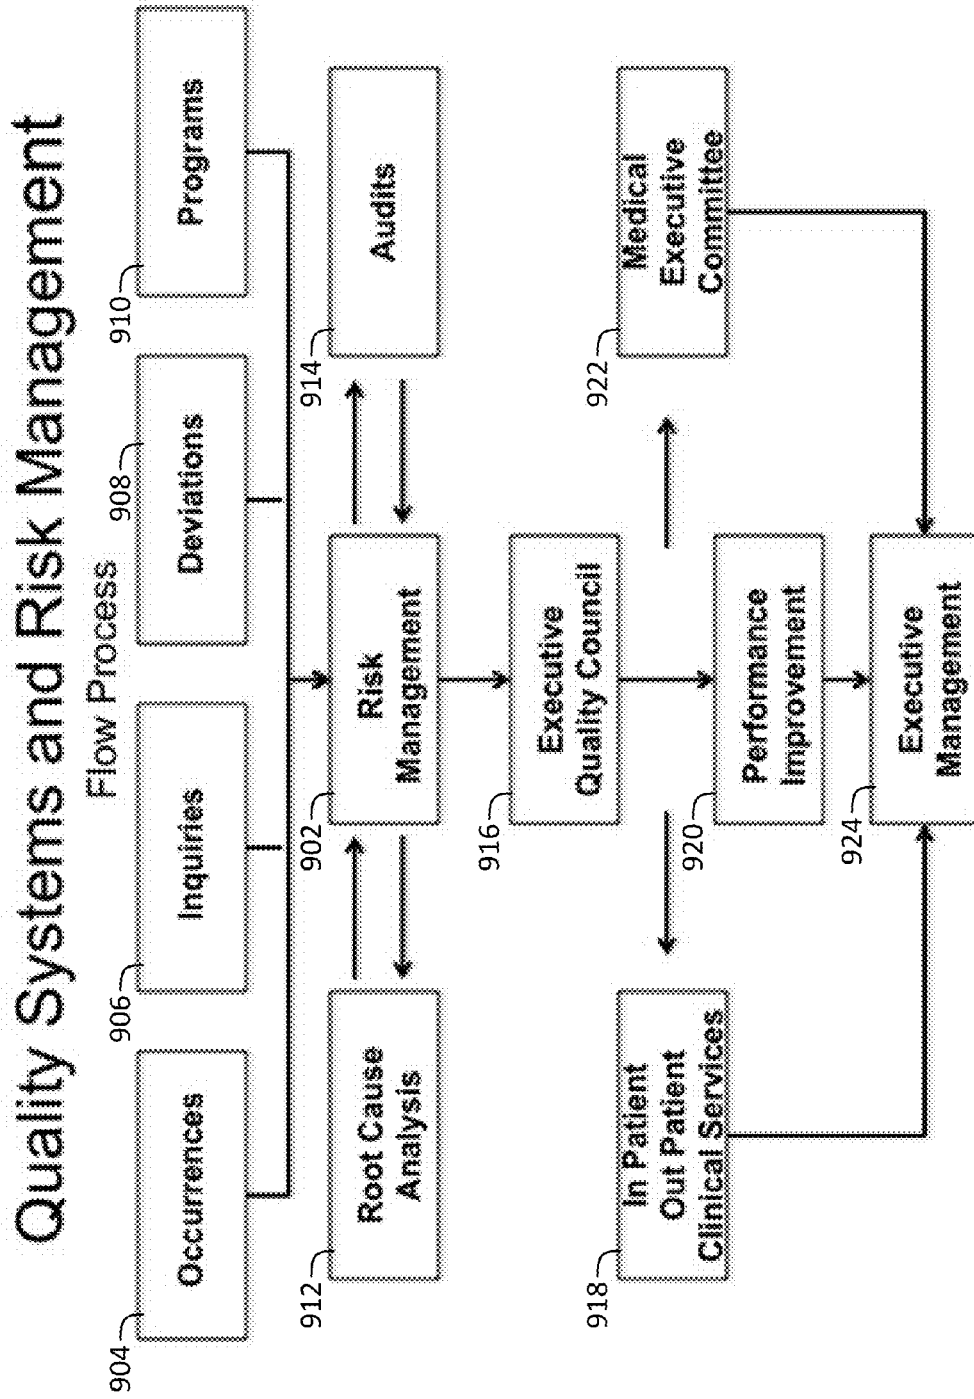 Quality Systems and Risk Management
Flow Process
904
Occurrences
906
Inquiries
908
Deviations
910
Programs
912
Root Cause
Analysis
902
Risk
Management
914
Audits
916
Executive
Quality Council
918
In Patient
Out Patient
Clinical Services
920
Performance
Improvement
922
Medical
Executive
Committee
924
Executive
Management